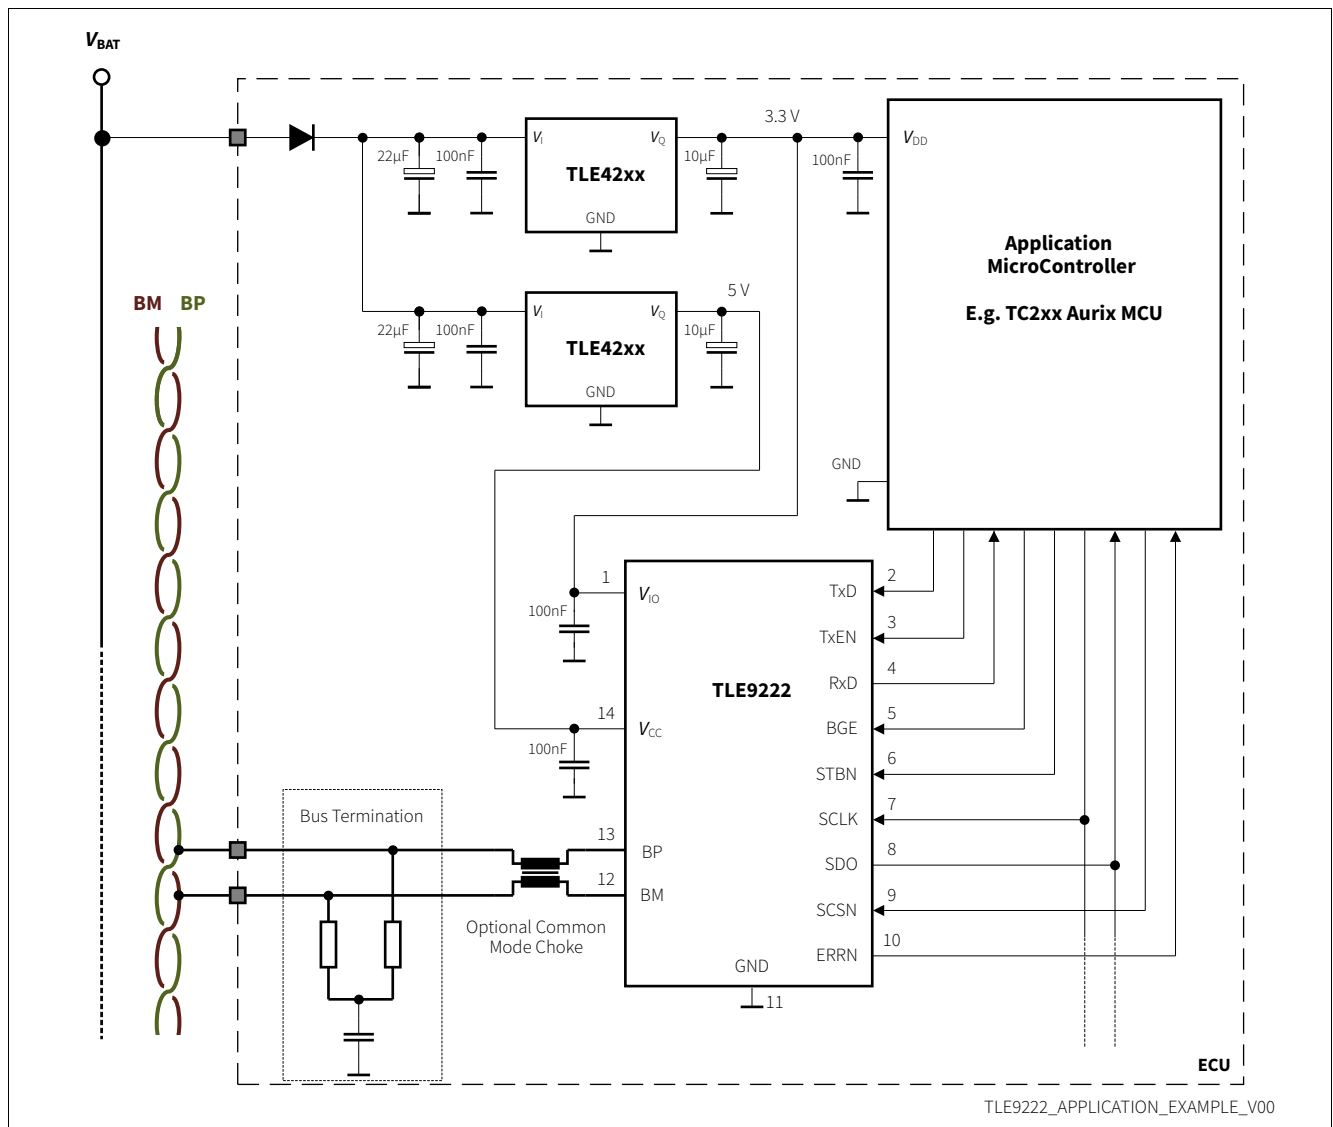 VBAT
3.3 V
VI
VQ
VDD
22µF
100nF
10µF
100nF
TLE42xx
GND
Application
MicroController
E.g. TC2xx Aurix MCU
BM
BP
5 V
VI
VQ
22µF
100nF
10µF
TLE42xx
GND
GND
1
VIO
100nF
TxD
2
TxEN
3
TLE9222
RxD
4
14
VCC
100nF
BGE
5
STBN
6
Bus Termination
SCLK
7
13
BP
SDO
8
12
BM
SCSN
9
Optional Common
Mode Choke
ERRN
10
GND
11
ECU
TLE9222_APPLICATION_EXAMPLE_V00